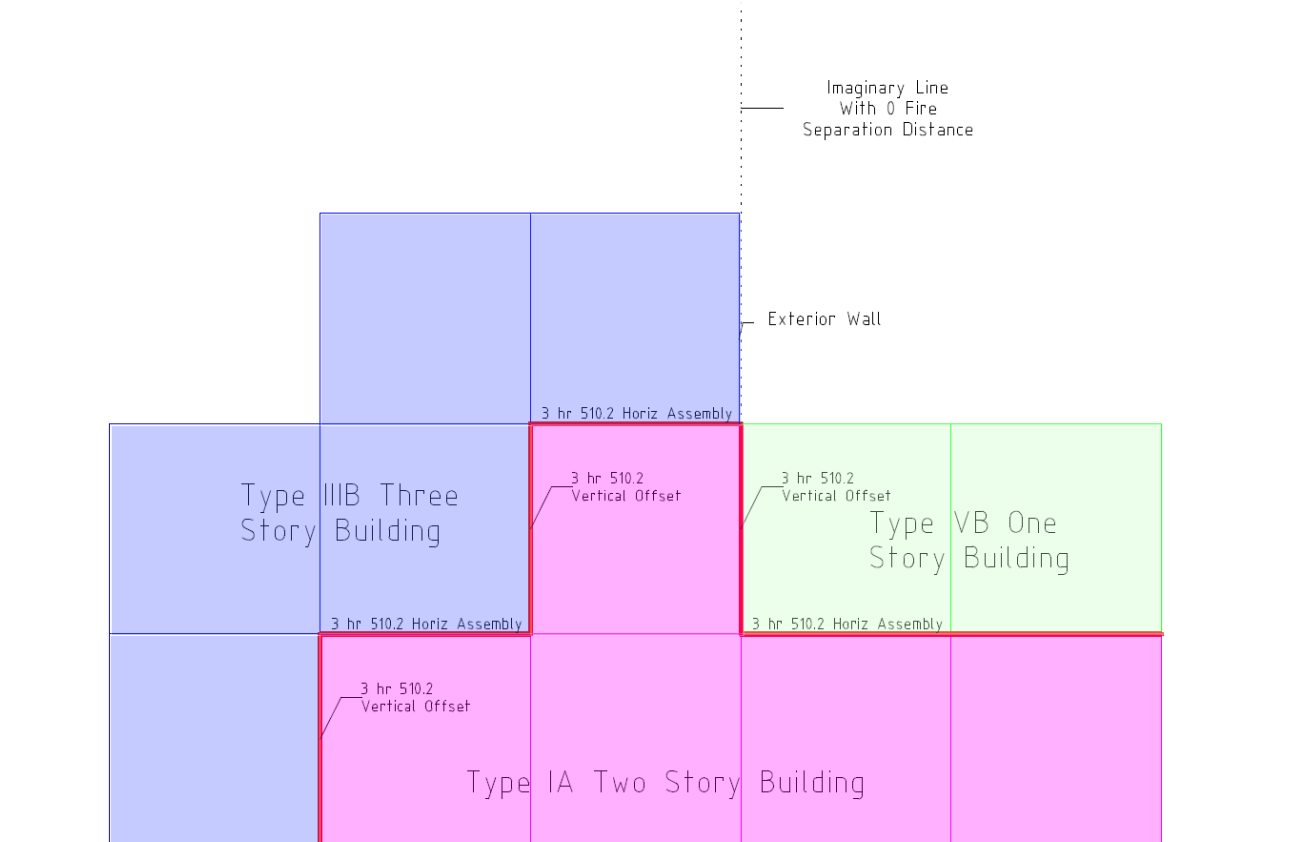 Imaginary Line
With 0 Fire
Separation Distance
Exterior Wall
3 hr 510.2 Horiz Assembly
3 hr 510.2
Vertical Offset
3 hr 510.2
Vertical Offset
Type IIIB Three
Story Building
Type VB One
Story Building
3 hr 510.2 Horiz Assembly
3 hr 510.2 Horiz Assembly
3 hr 510.2
Vertical Offset
Type IA Two Story Building